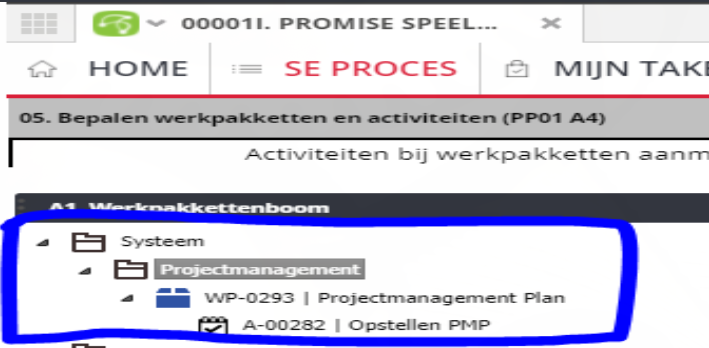 00001I. PROMISE SPEEL...
HOME SE PROCES MIJN TAKE
05. Bepalen werkpakketten en activiteiten (PP01 A4)
Activiteiten bij werkpakketten aanm
A1. Werkpakkettenboom
Systeem
Projectmanagement
WP-0293 | Projectmanagement Plan
A-00282 | Opstellen PMP